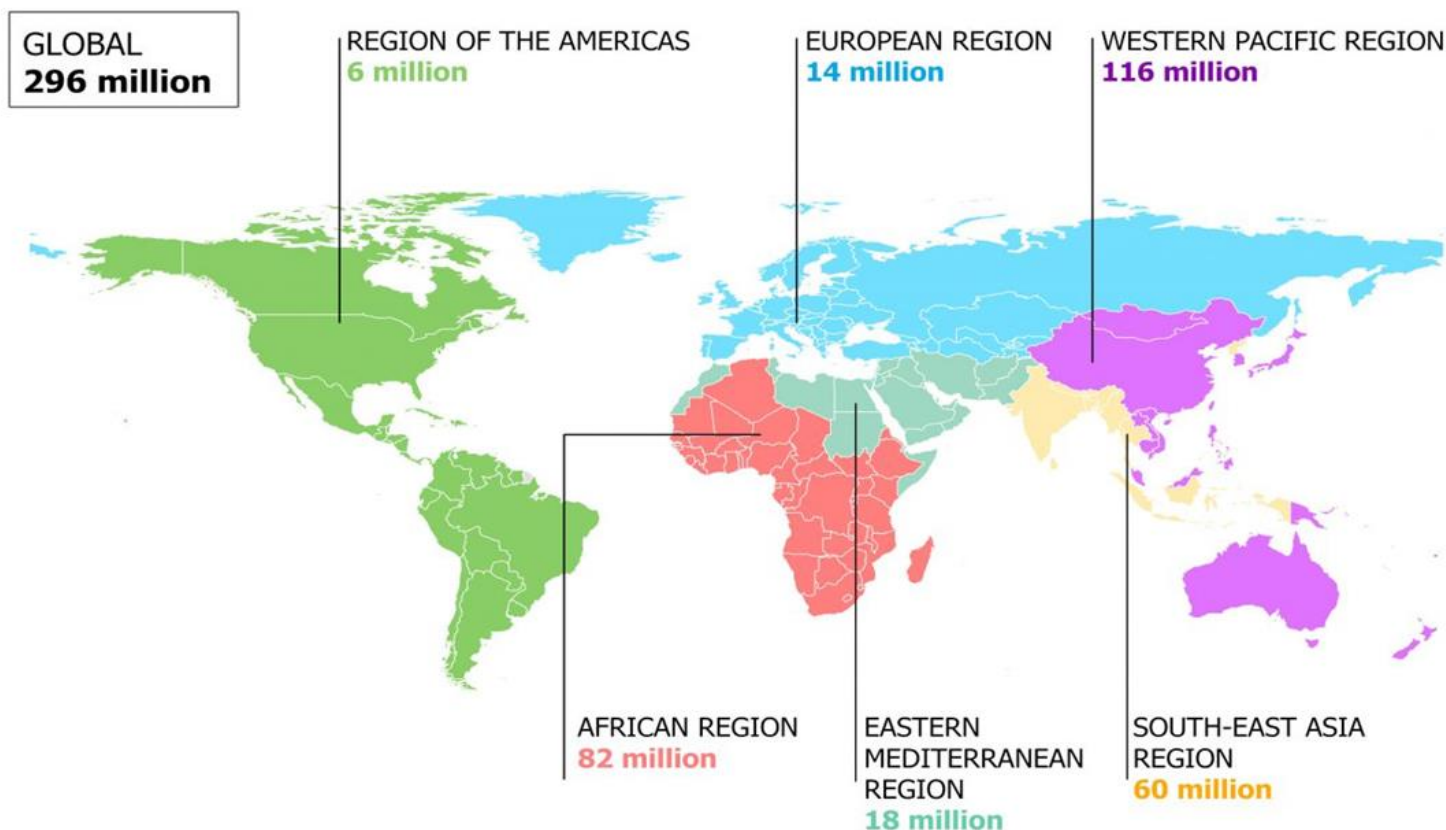 GLOBAL
296 million
REGION OF THE AMERICAS
6 million
EUROPEAN REGION
14 million
WESTERN PACIFIC REGION
116 million
AFRICAN REGION
82 million
EASTERN
MEDITERRANEAN
REGION
18 million
SOUTH-EAST ASIA
REGION
60 million